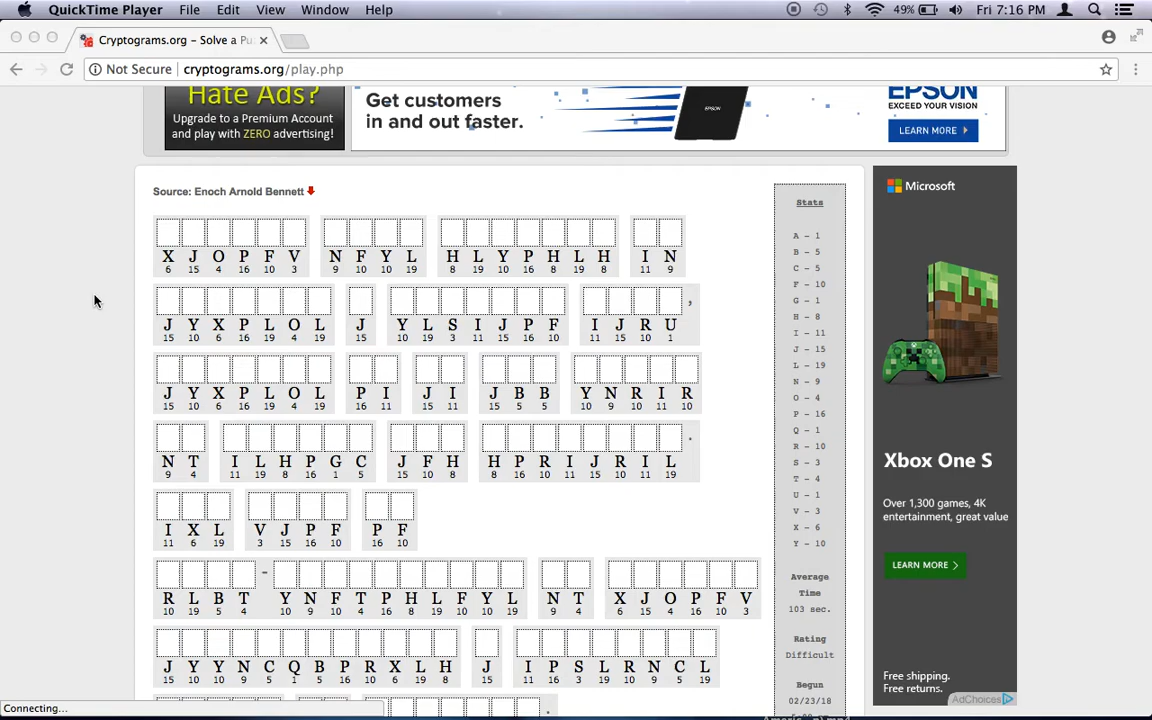 QuickTime Player File Edit View Window Help 49% Fri 7:16 PM
Cryptograms.org – Solve a Pu
Not Secure cryptograms.org/play.php
Hate Ads?
Upgrade to a Premium Account
and play with ZERO advertising!
Get customers
in and out faster.
EPSON
EPSON
EXCEED YOUR VISION
LEARN MORE
Source: Enoch Arnold Bennett
X J O P F V N F Y L H L Y P H L H I N
6 15 4 16 10 3 9 10 10 19 8 19 10 16 8 19 8 11 9
,
J Y X P L O L J Y L S I J P F I J R U
15 10 6 16 19 4 19 15 10 19 3 11 15 16 10 11 15 10 1
J Y X P L O L P I J I J B B Y N R I R
15 10 6 16 19 4 19 16 11 15 11 15 5 5 10 9 10 11 10
.
N T I L H P G C J F H H P R I J R I L
9 4 11 19 8 16 1 5 15 10 8 8 16 10 11 15 10 11 19
I X L V J P F P F
11 6 19 3 15 16 10 16 10
-
R L B T Y N F T P H L F Y L N T X J O P F V
10 19 5 4 10 9 10 4 16 8 19 10 10 19 9 4 6 15 4 16 10 3
J Y Y N C Q B P R X L H J I P S L R N C L
15 10 10 9 5 1 5 16 10 6 19 8 15 11 16 3 19 10 9 5 19
.
Stats
A – 1
B – 5
C – 5
F – 10
G – 1
H – 8
I – 11
J – 15
L – 19
N – 9
O – 4
P – 16
Q – 1
R – 10
S – 3
T – 4
U – 1
V – 3
X – 6
Y – 10
Average
Time
103 sec.
Rating
Difficult
Begun
02/23/18
Microsoft
Xbox One S
Over 1,300 games, 4K
entertainment, great value
LEARN MORE
Free shipping.
Free returns.
AdChoices
Connecting...